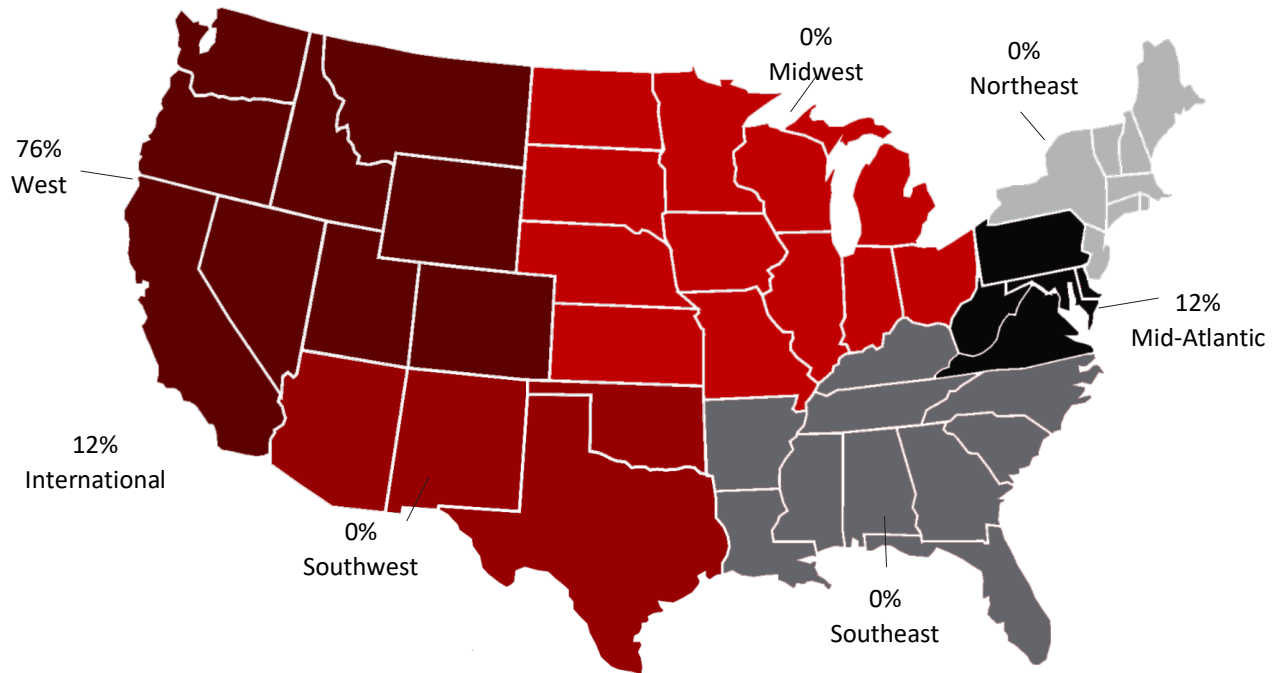 0%
Midwest
0%
Northeast
76%
West
12%
Mid-Atlantic
12%
International
0%
Southwest
0%
Southeast